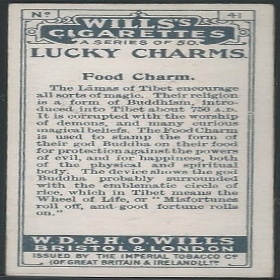 Nº 41
WILLS'S
CIGARETTES
A SERIES OF 50.
LUCKY CHARMS.
Food Charm.
The Lāmas of Tibet encourage
all sorts of magic. Their religion
is a form of Buddhism, intro-
duced into Tibet about 750 A.D.
It is corrupted with the worship
of demons, and many curious
magical beliefs. The Food Charm
is used to stamp the form of
their god Buddha on their food
for protection against the powers
of evil, and for happiness, both
of the physical and spiritual
body. The device shows the god
Buddha probably surrounded
with the emblematic circle of
rice, which in Tibet means the
Wheel of Life, or "Misfortunes
roll off, and good fortune rolls
on."
W.D. & H.O. WILLS
BRISTOL & LONDON
ISSUED BY THE IMPERIAL TOBACCO CO
(OF GREAT BRITAIN & IRELAND) LTD